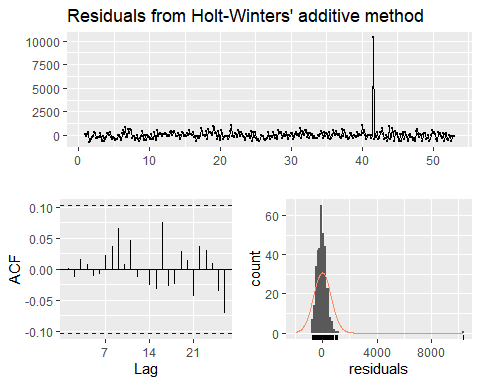 Residuals from Holt-Winters' additive method
10000
7500
5000
2500
0
0 10 20 30 40 50
ACF
0.10
0.05
0.00
-0.05
-0.10
7 14 21
Lag
count
60
40
20
0
0 4000 8000
residuals